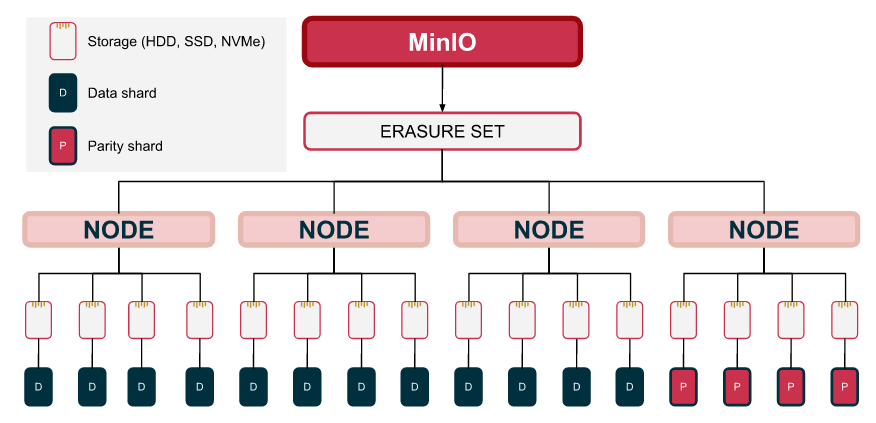 MinIO
Storage (HDD, SSD, NVMe)
D Data shard
P Parity shard
ERASURE SET
NODE NODE NODE NODE
D D D D D D D D D D D D P P P P